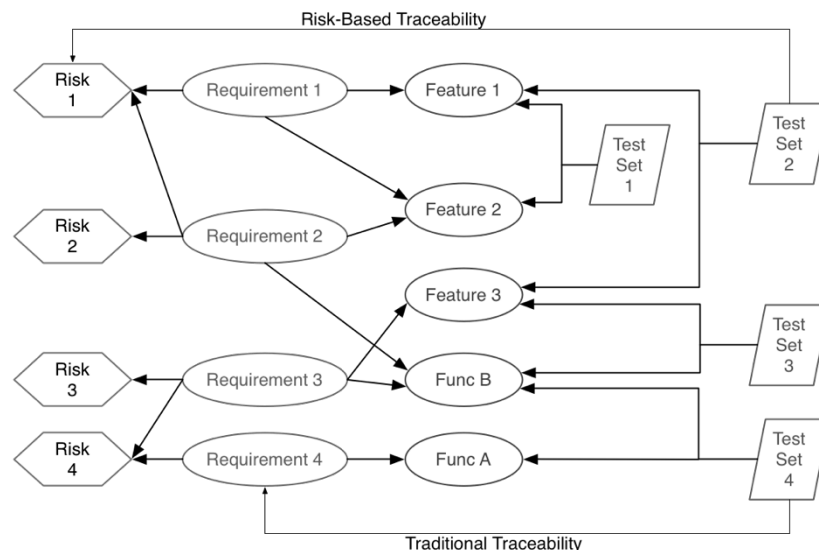 Risk-Based Traceability
Risk
1
Requirement 1
Feature 1
Test
Set
2
Test
Set
1
Risk
2
Requirement 2
Feature 2
Feature 3
Test
Set
3
Risk
3
Requirement 3
Func B
Risk
4
Requirement 4
Func A
Test
Set
4
Traditional Traceability